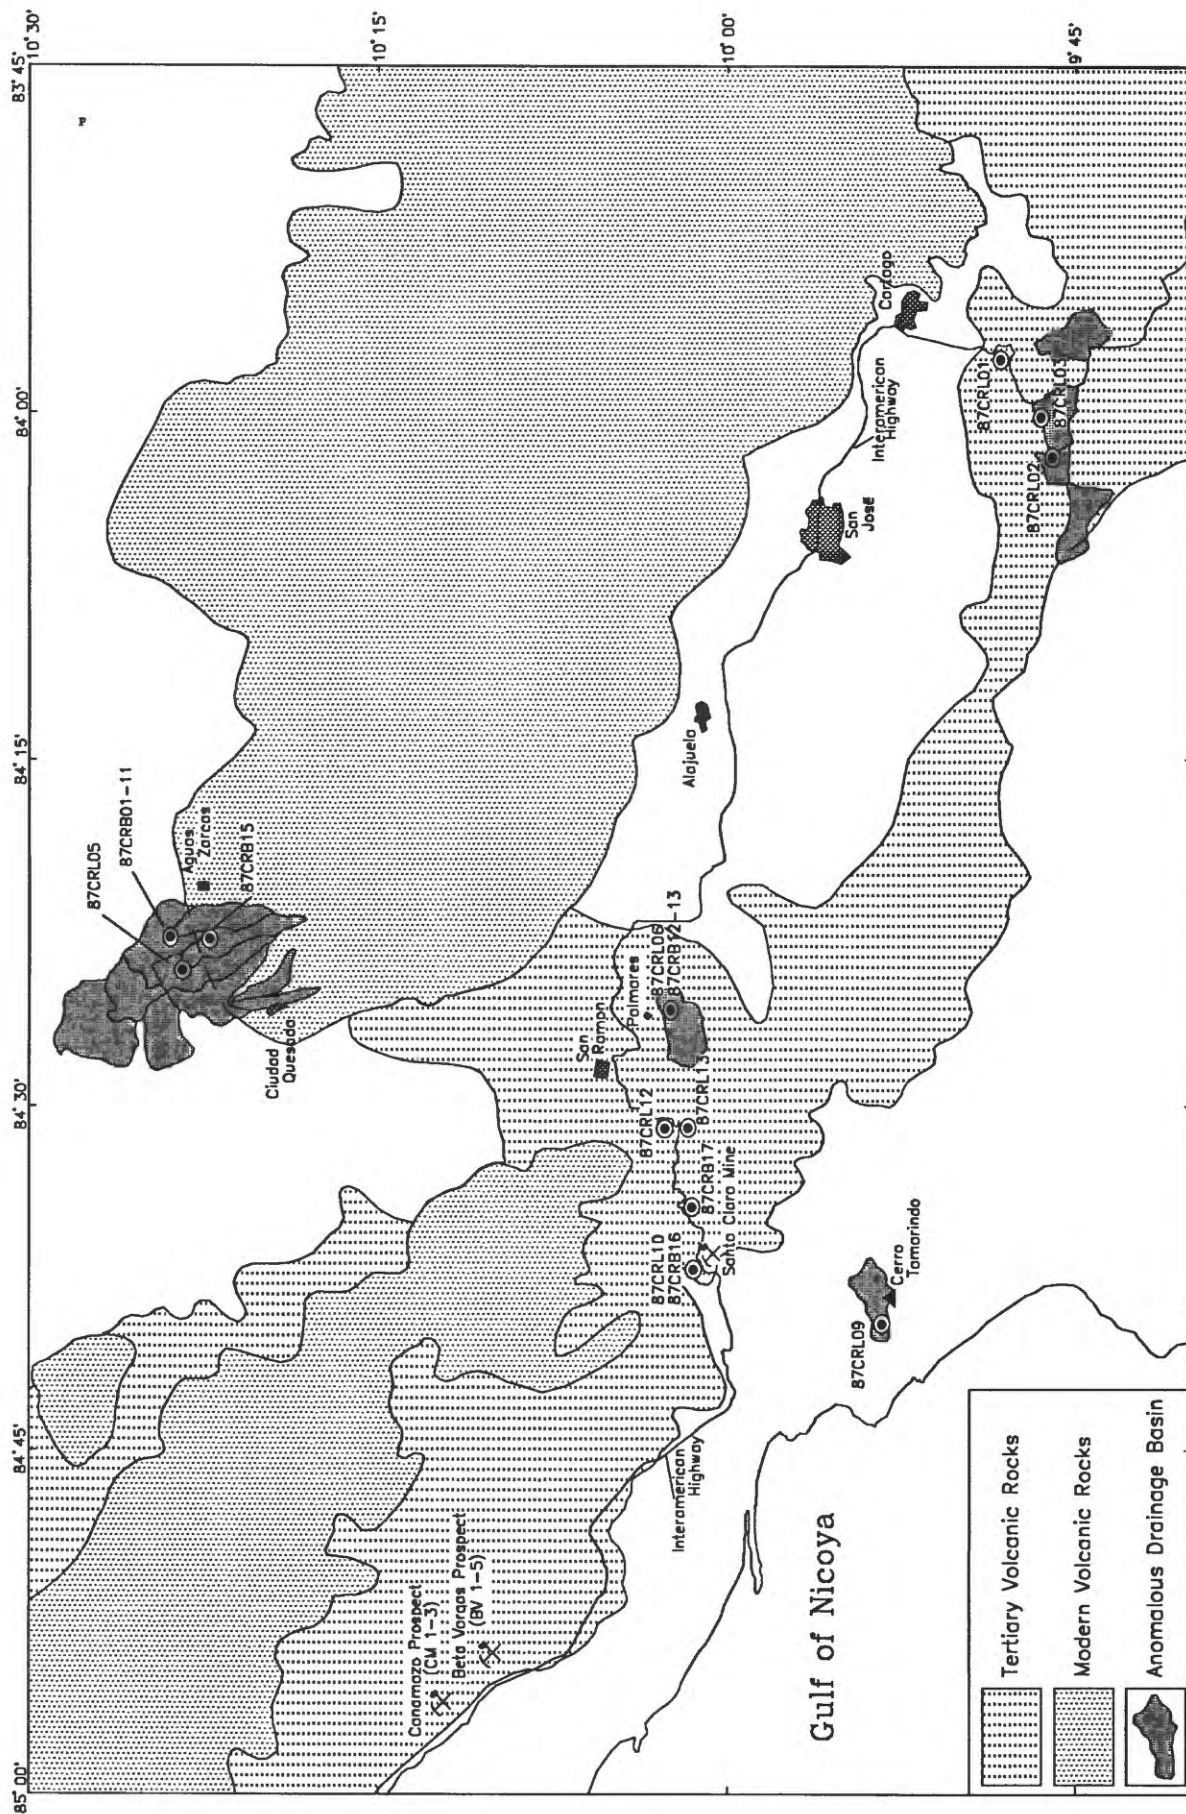 85° 00'
84° 45'
84° 30'
84° 15'
84° 00'
83° 45'
10° 30'
10° 15'
10° 00'
9° 45'
P
87CRL05
87CRB01-11
Aguas
Zarcas
87CRB15
Ciudad
Quesada
Canamazo Prospect
(CM 1-3)
Beta Vargas Prospect
(BV 1-5)
San
Ramon
Palmares
87CRL06
87CRB12-13
87CRL12
87CRL13
87CRB17
87CRL10
87CRB16
Santa Clara Mine
Alajuela
San
José
Interamerican
Highway
Cartago
87CRL01
87CRL03
87CRL02
Interamerican
Highway
87CRL09
Cerro
Tamarindo
Gulf of Nicoya
Tertiary Volcanic Rocks
Modern Volcanic Rocks
Anomalous Drainage Basin